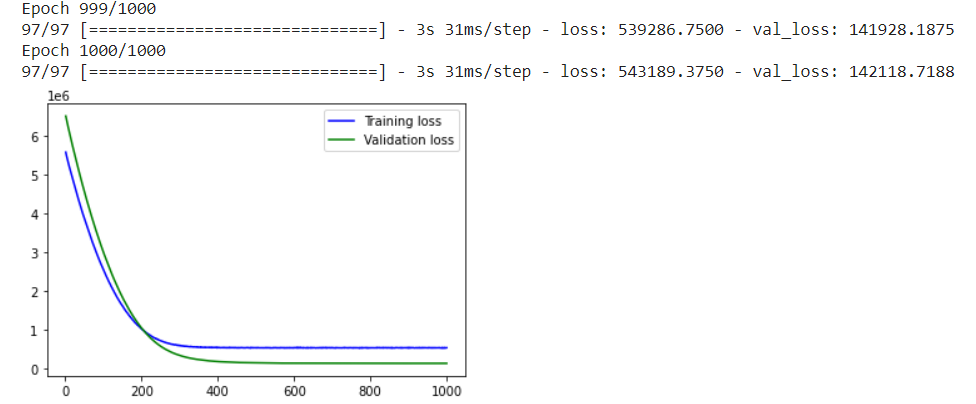 Epoch 999/1000
97/97 [==============================] - 3s 31ms/step - loss: 539286.7500 - val_loss: 141928.1875
Epoch 1000/1000
97/97 [==============================] - 3s 31ms/step - loss: 543189.3750 - val_loss: 142118.7188
1e6
Training loss
Validation loss
6
5
4
3
2
1
0
0 200 400 600 800 1000